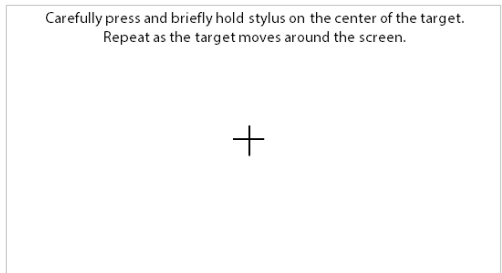 Carefully press and briefly hold stylus on the center of the target.
Repeat as the target moves around the screen.